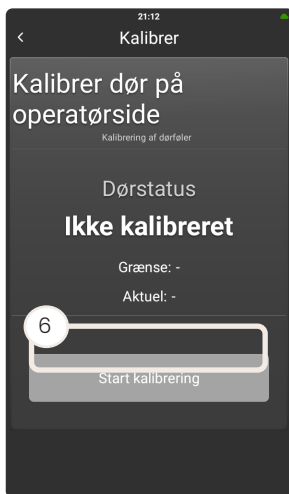 21:12
Kalibrer
Kalibrer dør på
operatørside
Kalibrering af dørføler
Dørstatus
Ikke kalibreret
Grænse: -
Aktuel: -
6
Start kalibrering